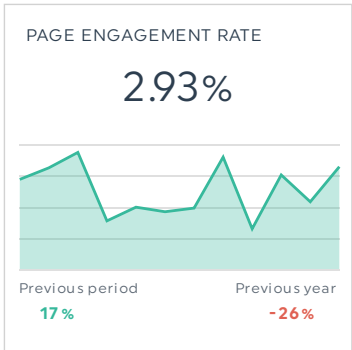 PAGE ENGAGEMENT RATE
2.93%
Previous period Previous year
17% -26%